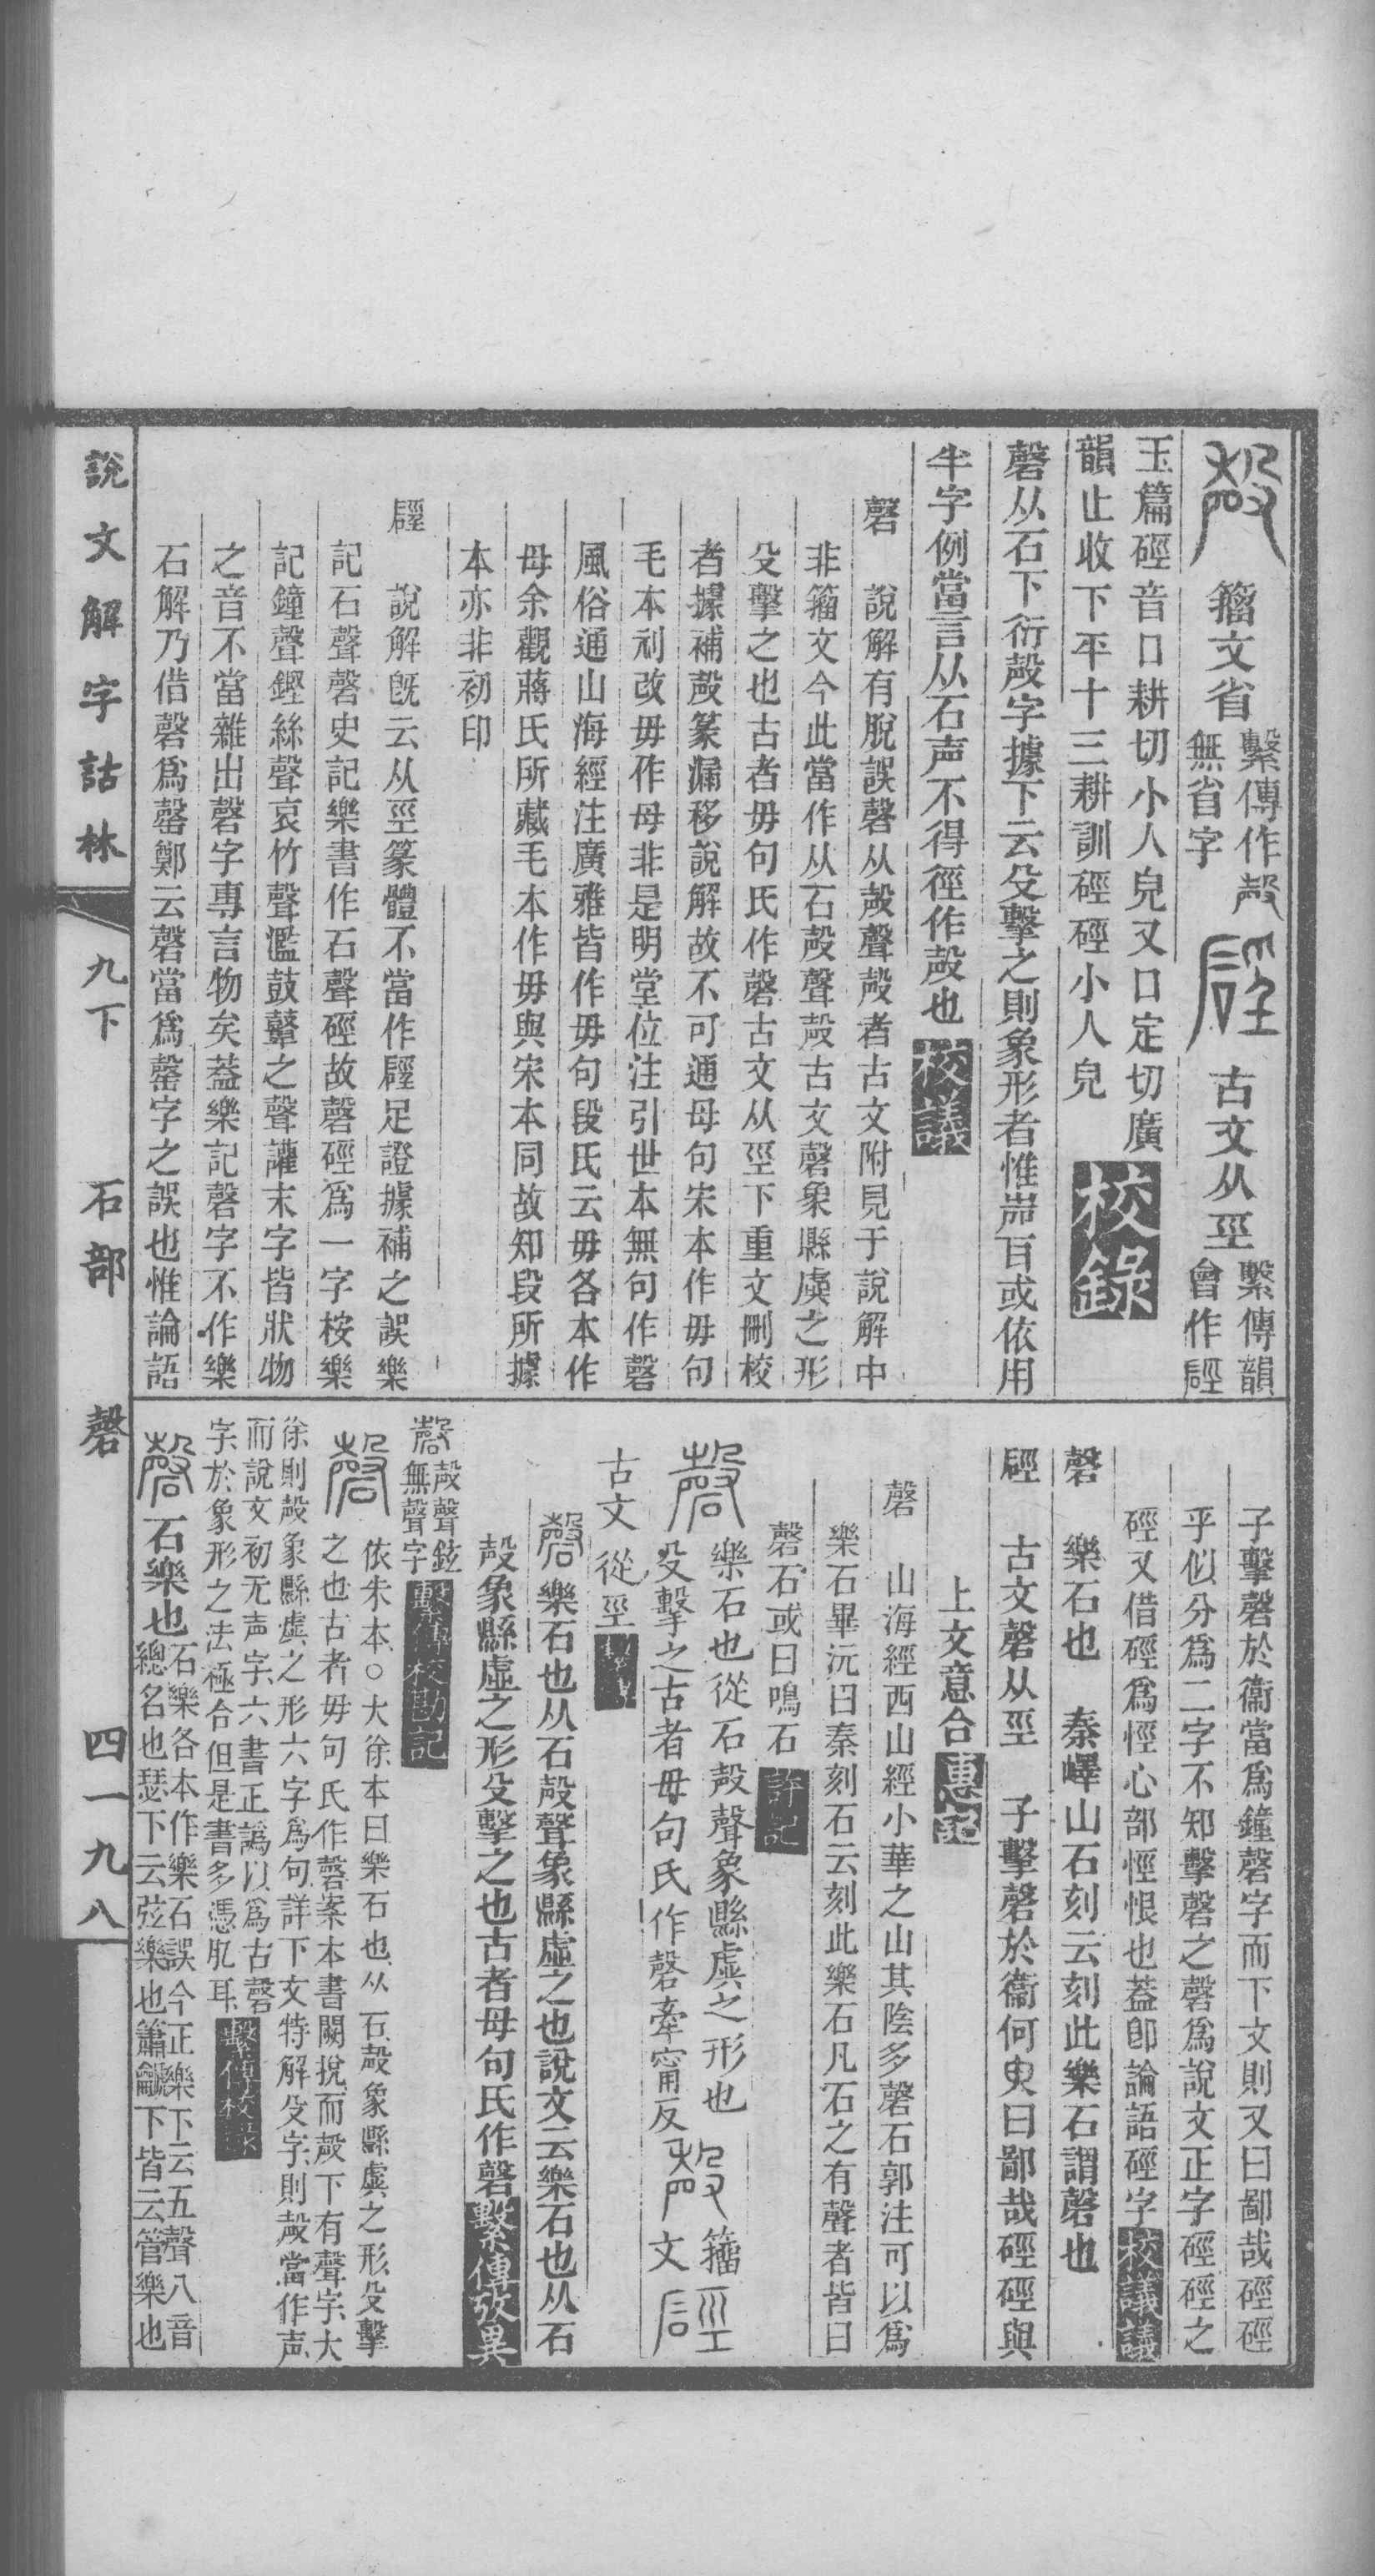 籀文省繫傳作殸無省字 古文从巠繫傳韻會作𥐙
玉篇硜音口耕切小人皃又口定切廣
韻止收下平十三耕訓硜硜小人皃校錄
磬从石下衍殸字據下云殳擊之則象形者惟岿百或依用
字例當言从石声不得徑作殸也校議
磬 說解有脫誤磬从殸聲殸者古文附見于說解中
非籀文今此當作从石殸聲殸古文磬象縣虡之形
殳擊之也古者毋句氏作磬古文从巠下重文刪校
者據補殸篆漏移說解故不可通母句宋本作毋句
毛本刓改毋作母非是明堂位注引世本無句作磬
風俗通山海經注廣雅皆作毋句段氏云毋各本作
母余觀蔣氏所藏毛本作毋與宋本同故知段所據
本亦非初印
說解旣云从巠篆體不當作𥐙足證據補之誤樂
記石聲磬史記樂書作石聲硜故磬硜爲一字桉樂
記鐘聲鏗絲聲哀竹聲濫鼓鼙之聲讙末字皆狀物
之音不當雜出磬字專言物矣葢樂記磬字不作樂
石解乃借磬爲罄鄭云磬當爲罄字之誤也惟論語
子擊磬於衞當爲鐘磬字而下文則又曰鄙哉硜硜
乎似分爲二字不知擊磬之磬爲說文正字硜硜之
硜又借硜爲悭心部悭恨也葢卽論語硜字校議議
磬 樂石也 秦嶧山石刻云刻此樂石謂磬也
古文磬从巠 子擊磬於衞何臾曰鄙哉硜硜與
上文意合惠記
磬 山海經西山經小華之山其陰多磬石郭注可以爲
樂石畢沅曰秦刻石云刻此樂石凡石之有聲者皆曰
磬石或曰鳴石許記
磬 樂石也從石殸聲象縣虡之形也
殳擊之古者母句氏作磬牽甯反 籀文
古文從巠
磬樂石也从石殸聲象縣虛之也說文云樂石也从石
殸象縣虛之形殳擊之也古者母句氏作磬繫傳攷異
磬殸聲鉉無聲字繫傳校勘記
磬 依朱本○大徐本曰樂石也从石殸象縣虡之形殳擊
之也古者毋句氏作磬案本書闕挩而殸下有聲字大
徐則殸象縣虡之形六字爲句詳下文特解殳字則殸當作声
而說文初无声字六書正譌以爲古磬
字於象形之法極合但是書多憑肊耳繫傳校錄
磬 石樂也石樂各本作樂石誤今正樂下云五聲八音
總名也瑟下云弦樂也簫龤下皆云管樂也
說文解字詁林 九下 石部 磬 四一九八